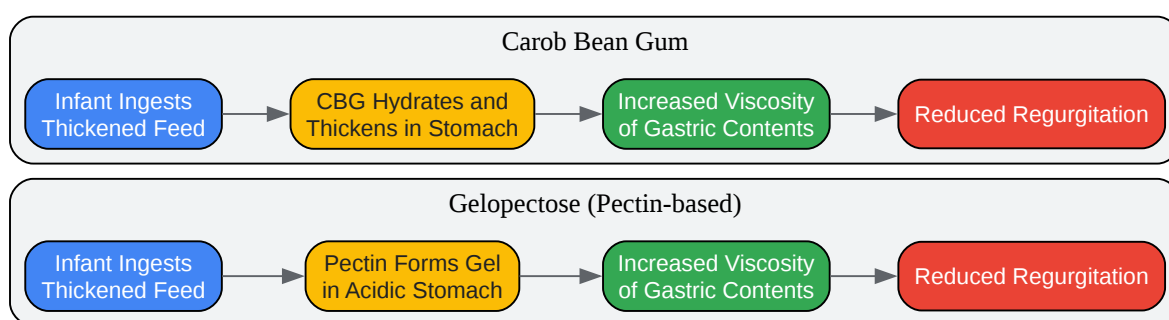 Carob Bean Gum
Infant Ingests
Thickened Feed
CBG Hydrates and
Thickens in Stomach
Increased Viscosity
of Gastric Contents
Reduced Regurgitation
Gelopectose (Pectin-based)
Infant Ingests
Thickened Feed
Pectin Forms Gel
in Acidic Stomach
Increased Viscosity
of Gastric Contents
Reduced Regurgitation